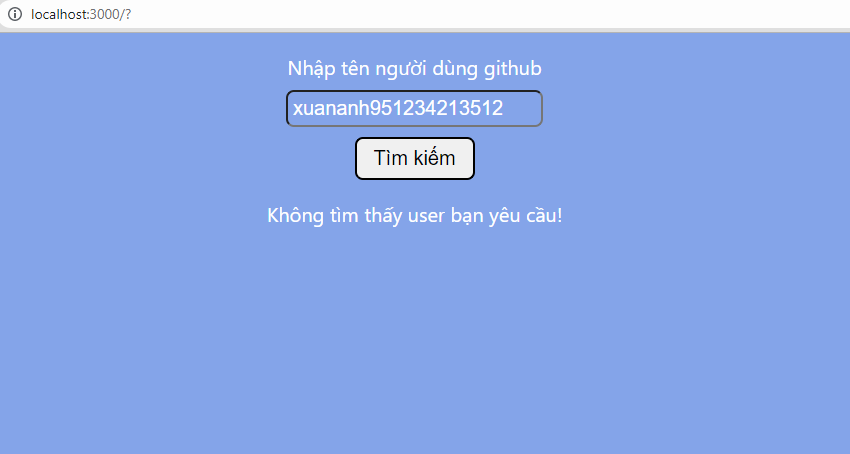 localhost:3000/?
Nhập tên người dùng github
xuananh951234213512
Tìm kiếm
Không tìm thấy user bạn yêu cầu!